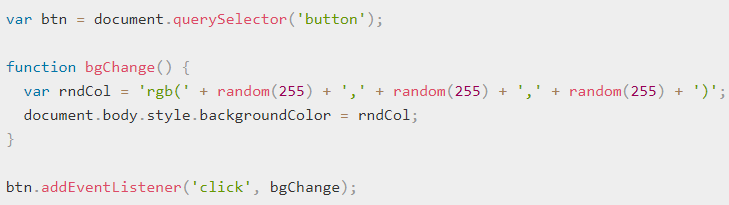 var btn = document.querySelector('button');
function bgChange() {
var rndCol = 'rgb(' + random(255) + ',' + random(255) + ',' + random(255) + ')';
document.body.style.backgroundColor = rndCol;
}
btn.addEventListener('click', bgChange);